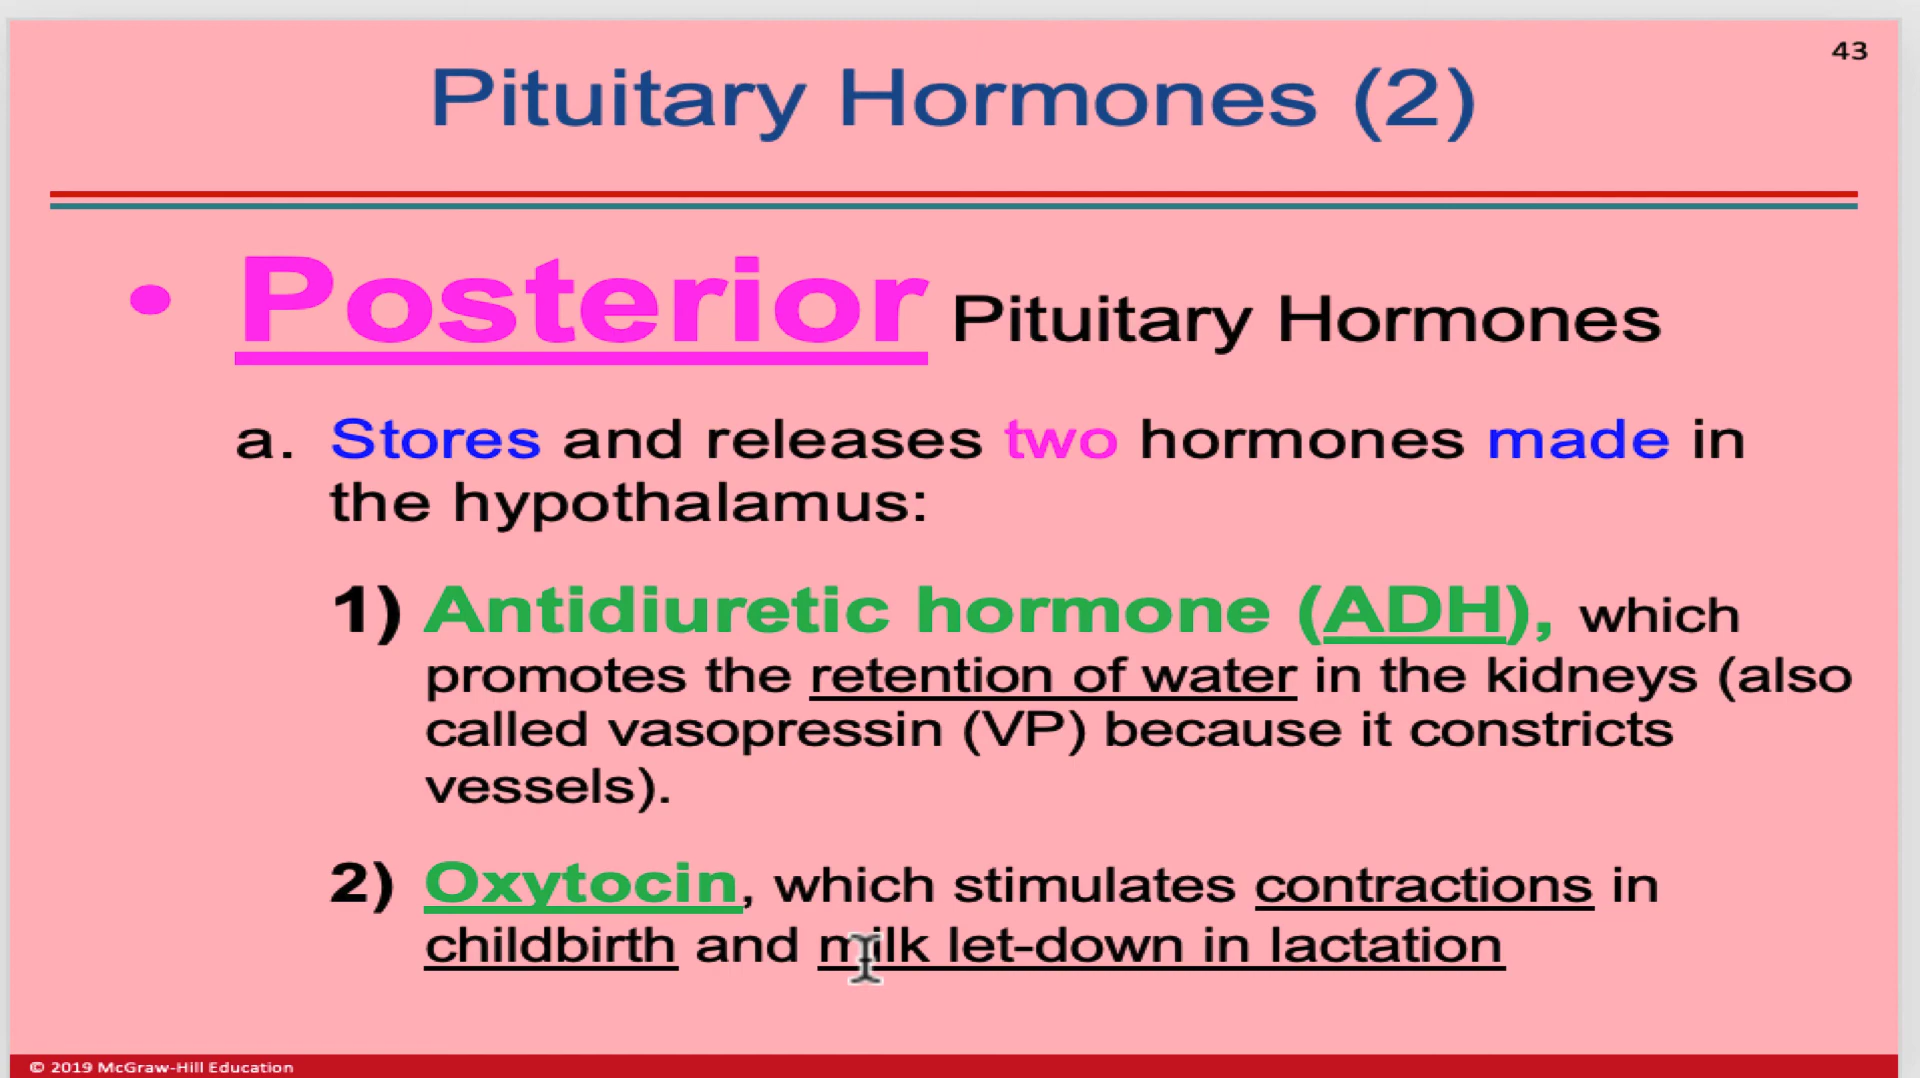 43
Pituitary Hormones (2)
• Posterior Pituitary Hormones
a. Stores and releases two hormones made in
the hypothalamus:
1) Antidiuretic hormone (ADH), which
promotes the retention of water in the kidneys (also
called vasopressin (VP) because it constricts
vessels).
2) Oxytocin, which stimulates contractions in
childbirth and milk let-down in lactation
© 2019 McGraw-Hill Education